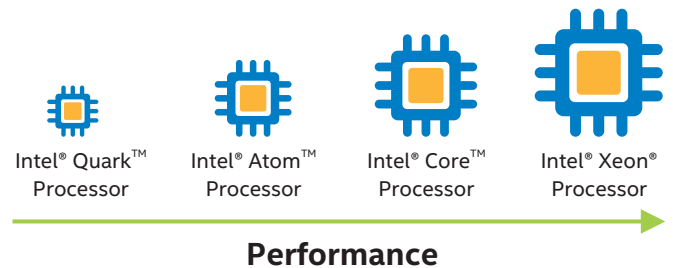 Intel® Quark™
Processor
Intel® Atom™
Processor
Intel® Core™
Processor
Intel® Xeon®
Processor
Performance